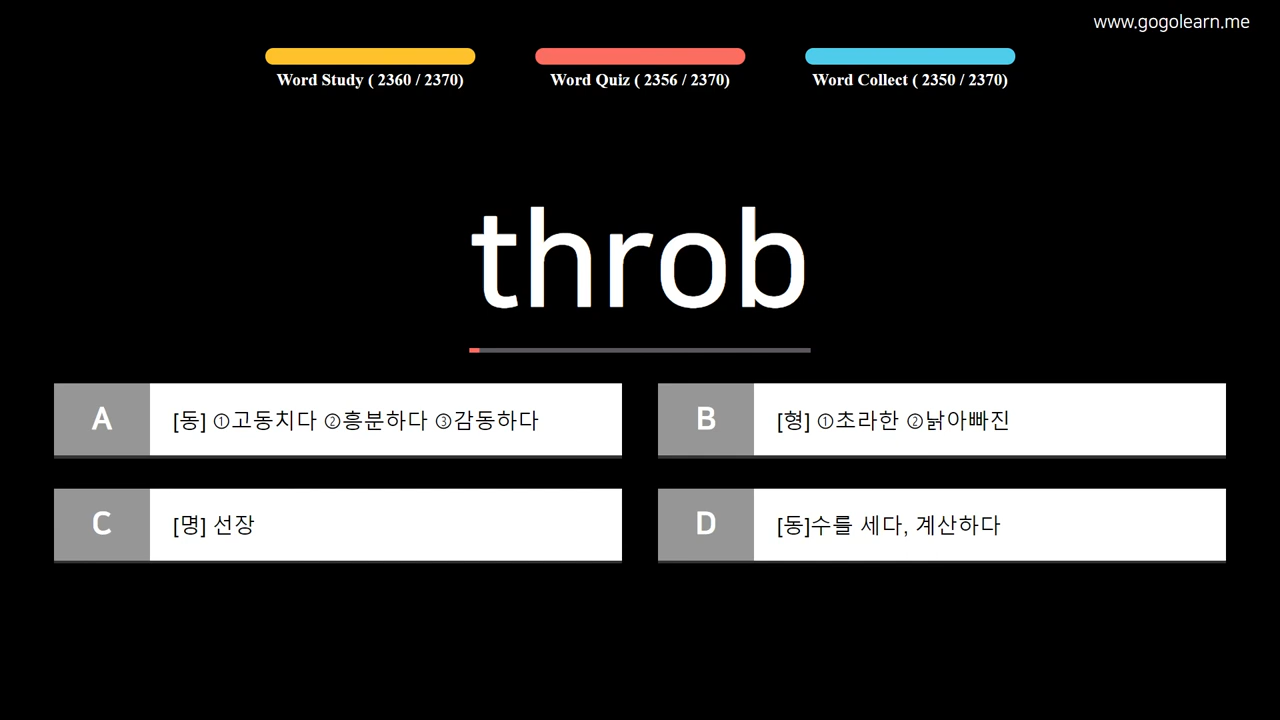 www.gogolearn.me
Word Study ( 2360 / 2370)
Word Quiz ( 2356 / 2370)
Word Collect ( 2350 / 2370)
throb
A [동] ①고동치다 ②흥분하다 ③감동하다
B [형] ①초라한 ②낡아빠진
C [명] 선장
D [동]수를 세다, 계산하다